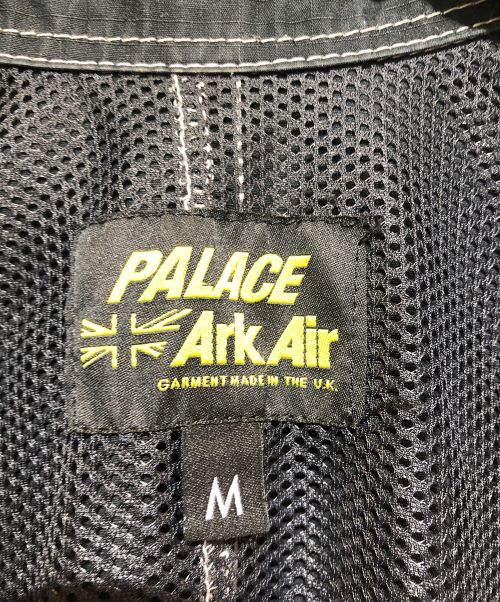 PALACE
Ark Air
GARMENT MADE IN THE U.K.
M